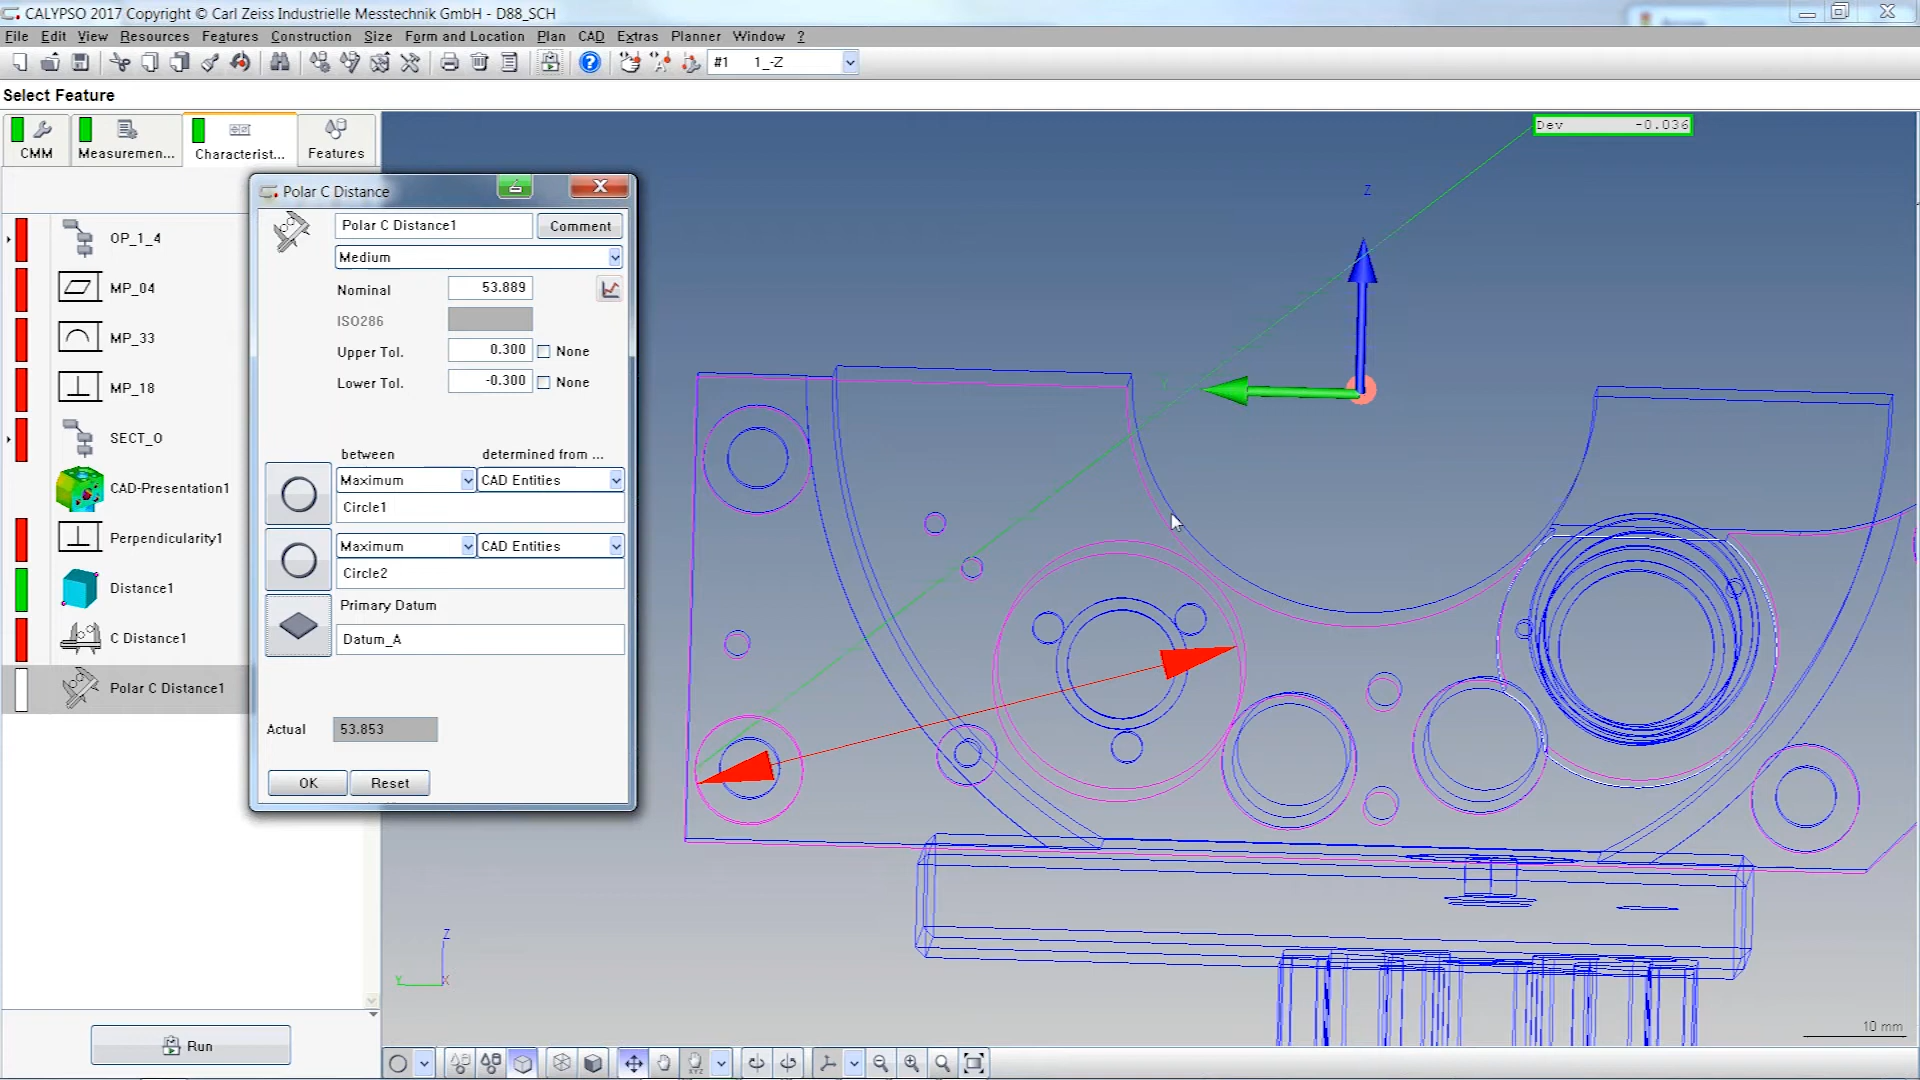 CALYPSO 2017 Copyright © Carl Zeiss Industrielle Messtechnik GmbH - D88_SCH
File Edit View Resources Features Construction Size Form and Location Plan CAD Extras Planner Window ?
#1 1_-Z
Select Feature
CMM
Measuremen...
Characterist...
Features
OP_1_4
MP_04
MP_33
MP_18
SECT_O
CAD-Presentation1
Perpendicularity1
Distance1
C Distance1
Polar C Distance1
Run
Polar C Distance
Polar C Distance1
Comment
Medium
Nominal 53.889
ISO286
Upper Tol. 0.300 None
Lower Tol. -0.300 None
between determined from ...
Maximum CAD Entities
Circle1
Maximum CAD Entities
Circle2
Primary Datum
Datum_A
Actual 53.853
OK Reset
Dev -0.036
Z
Y
Z
Y X
10 mm
XYZ